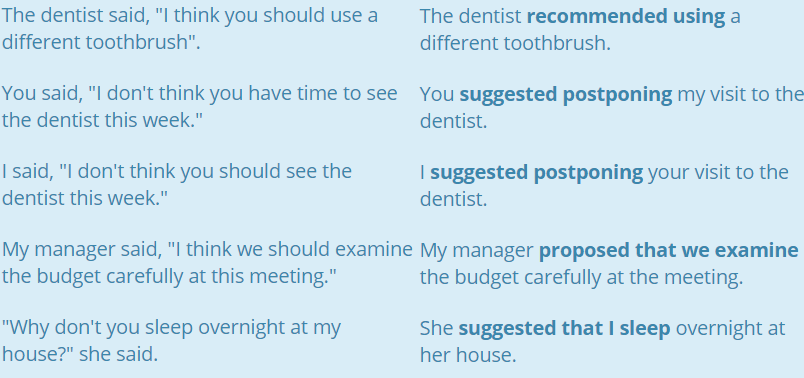 The dentist said, "I think you should use a
different toothbrush".
The dentist recommended using a
different toothbrush.
You said, "I don't think you have time to see
the dentist this week."
You suggested postponing my visit to the
dentist.
I said, "I don't think you should see the
dentist this week."
I suggested postponing your visit to the
dentist.
My manager said, "I think we should examine
the budget carefully at this meeting."
My manager proposed that we examine
the budget carefully at the meeting.
"Why don't you sleep overnight at my
house?" she said.
She suggested that I sleep overnight at
her house.